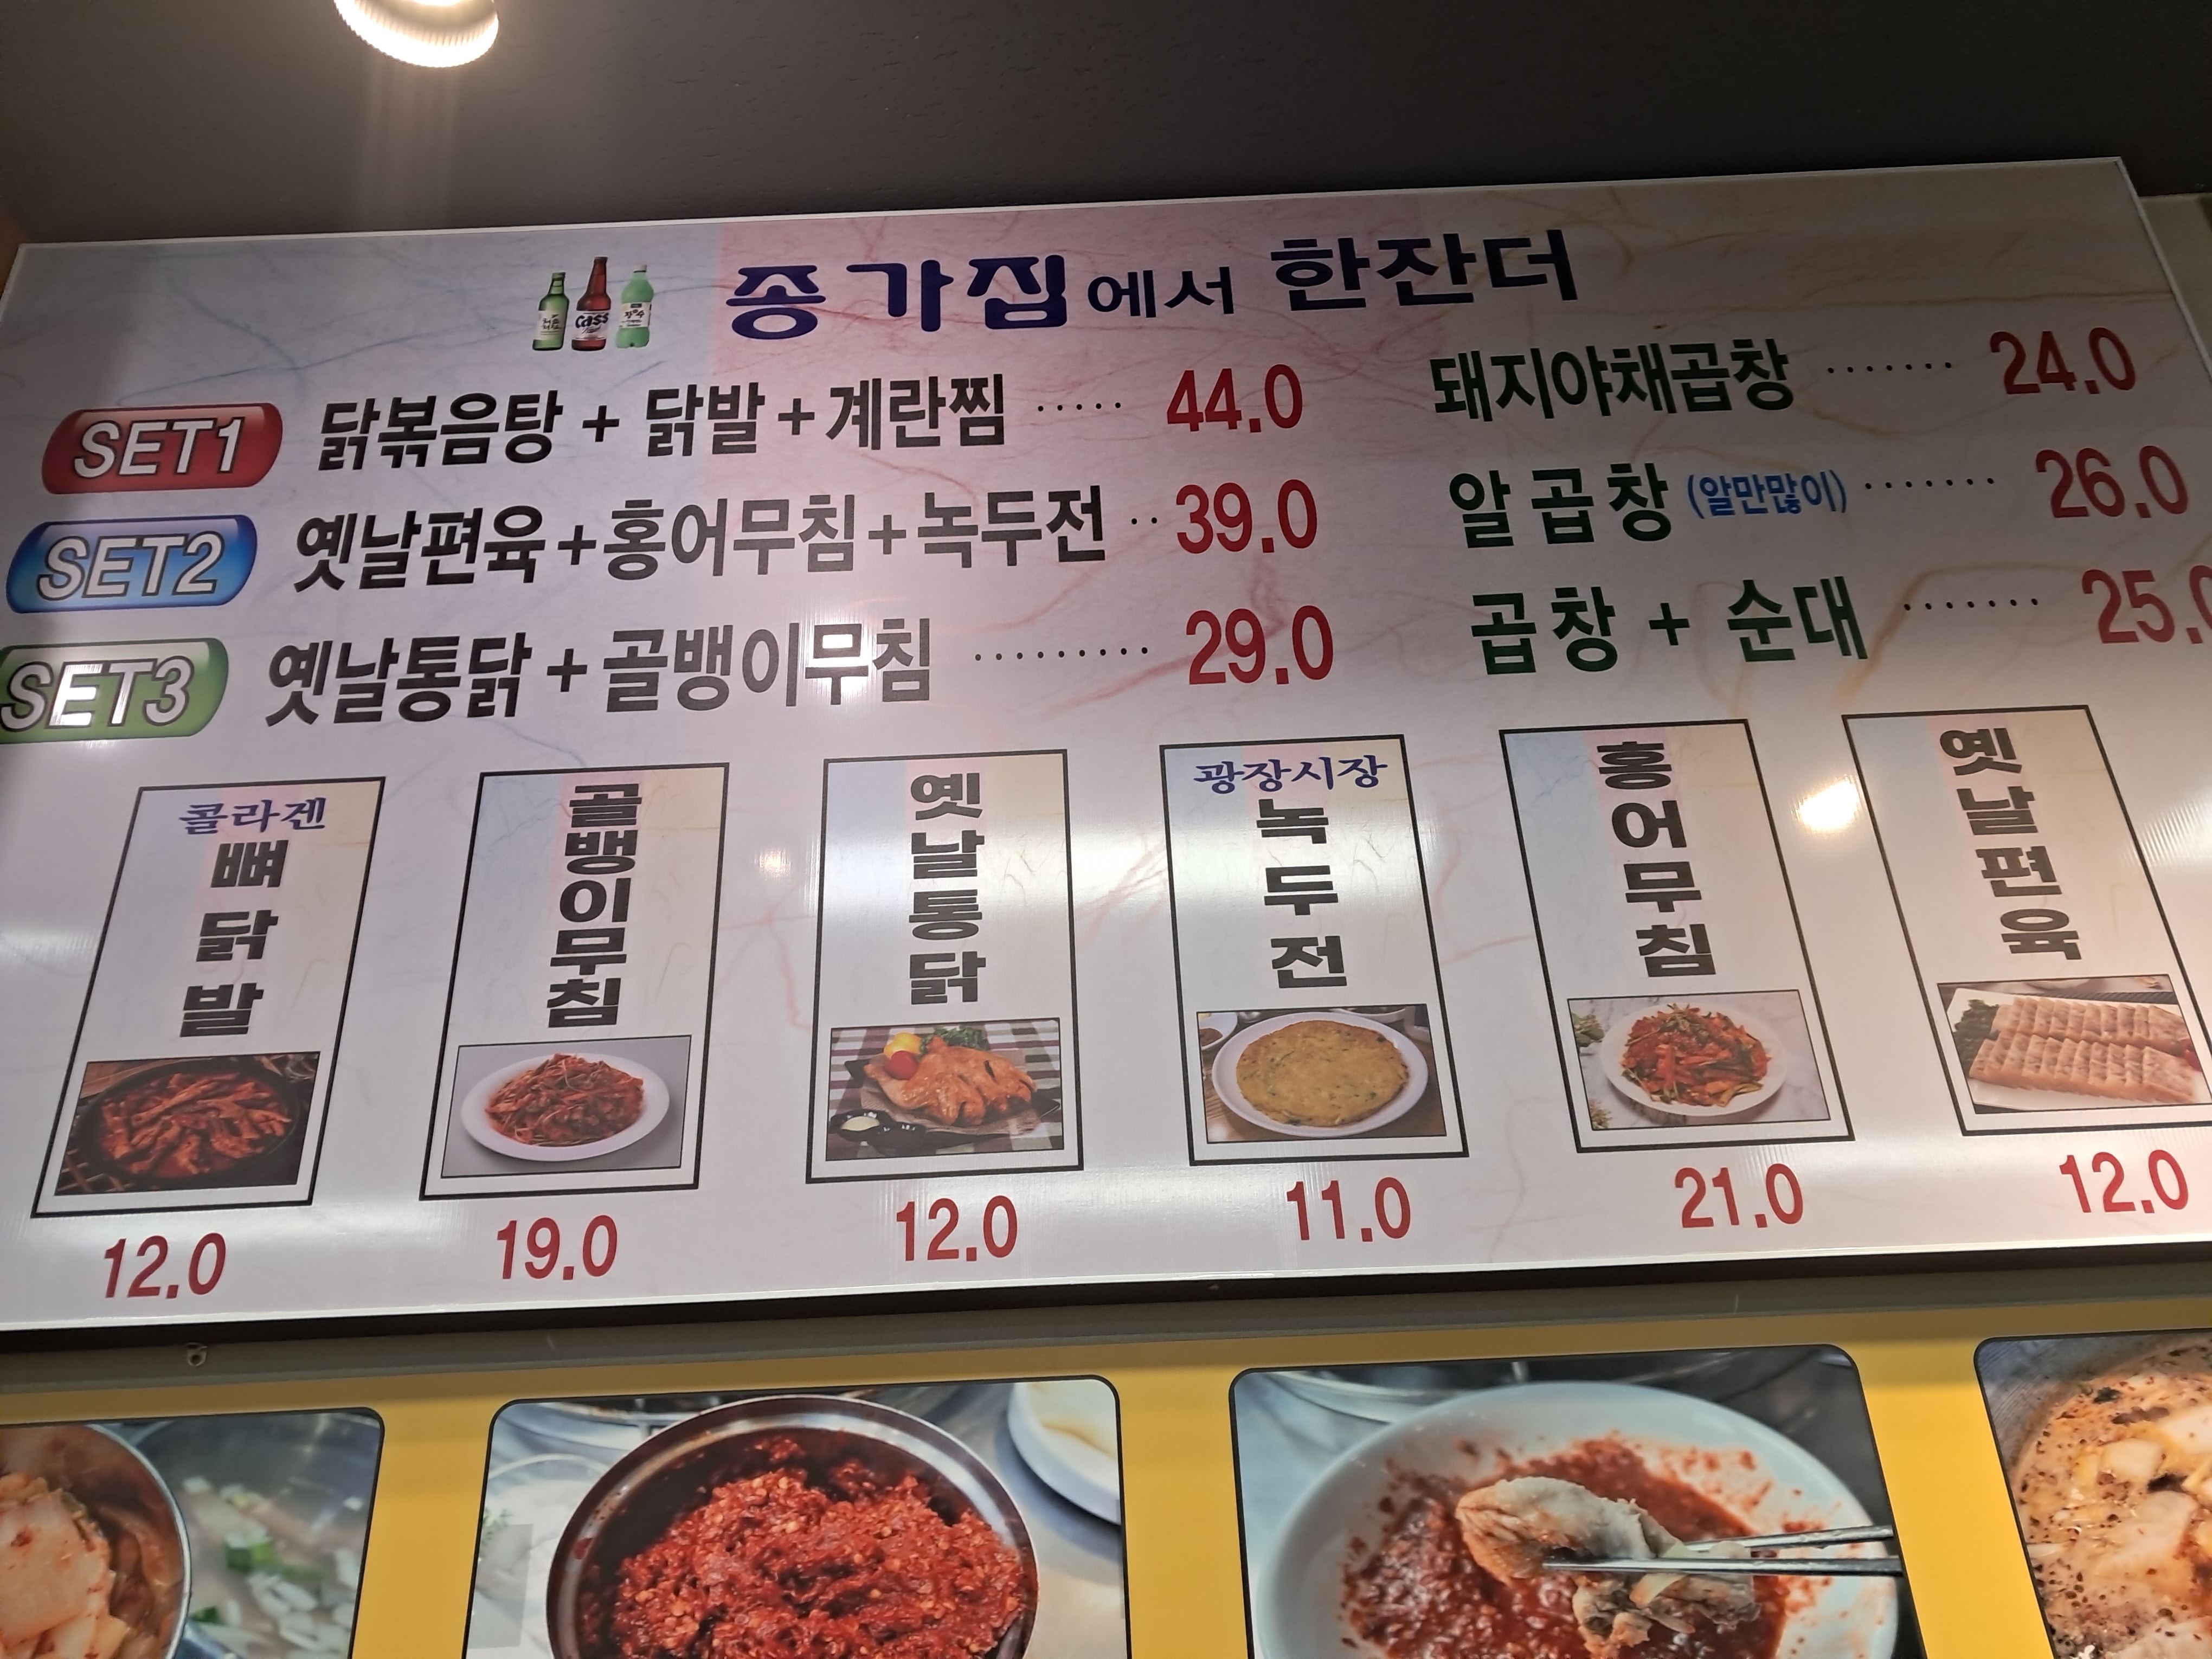 종가집에서 한잔더
Cass
SET1 닭볶음탕 + 닭발 + 계란찜 ····· 44.0
SET2 옛날편육+홍어무침+녹두전 ·· 39.0
SET3 옛날통닭 + 골뱅이무침 ········· 29.0
돼지야채곱창 ······· 24.0
알곱창 (알만많이) ······· 26.0
곱창 + 순대 ······· 25.0
콜라겐
뼈닭발
12.0
골뱅이무침
19.0
옛날통닭
12.0
광장시장
녹두전
11.0
홍어무침
21.0
옛날편육
12.0